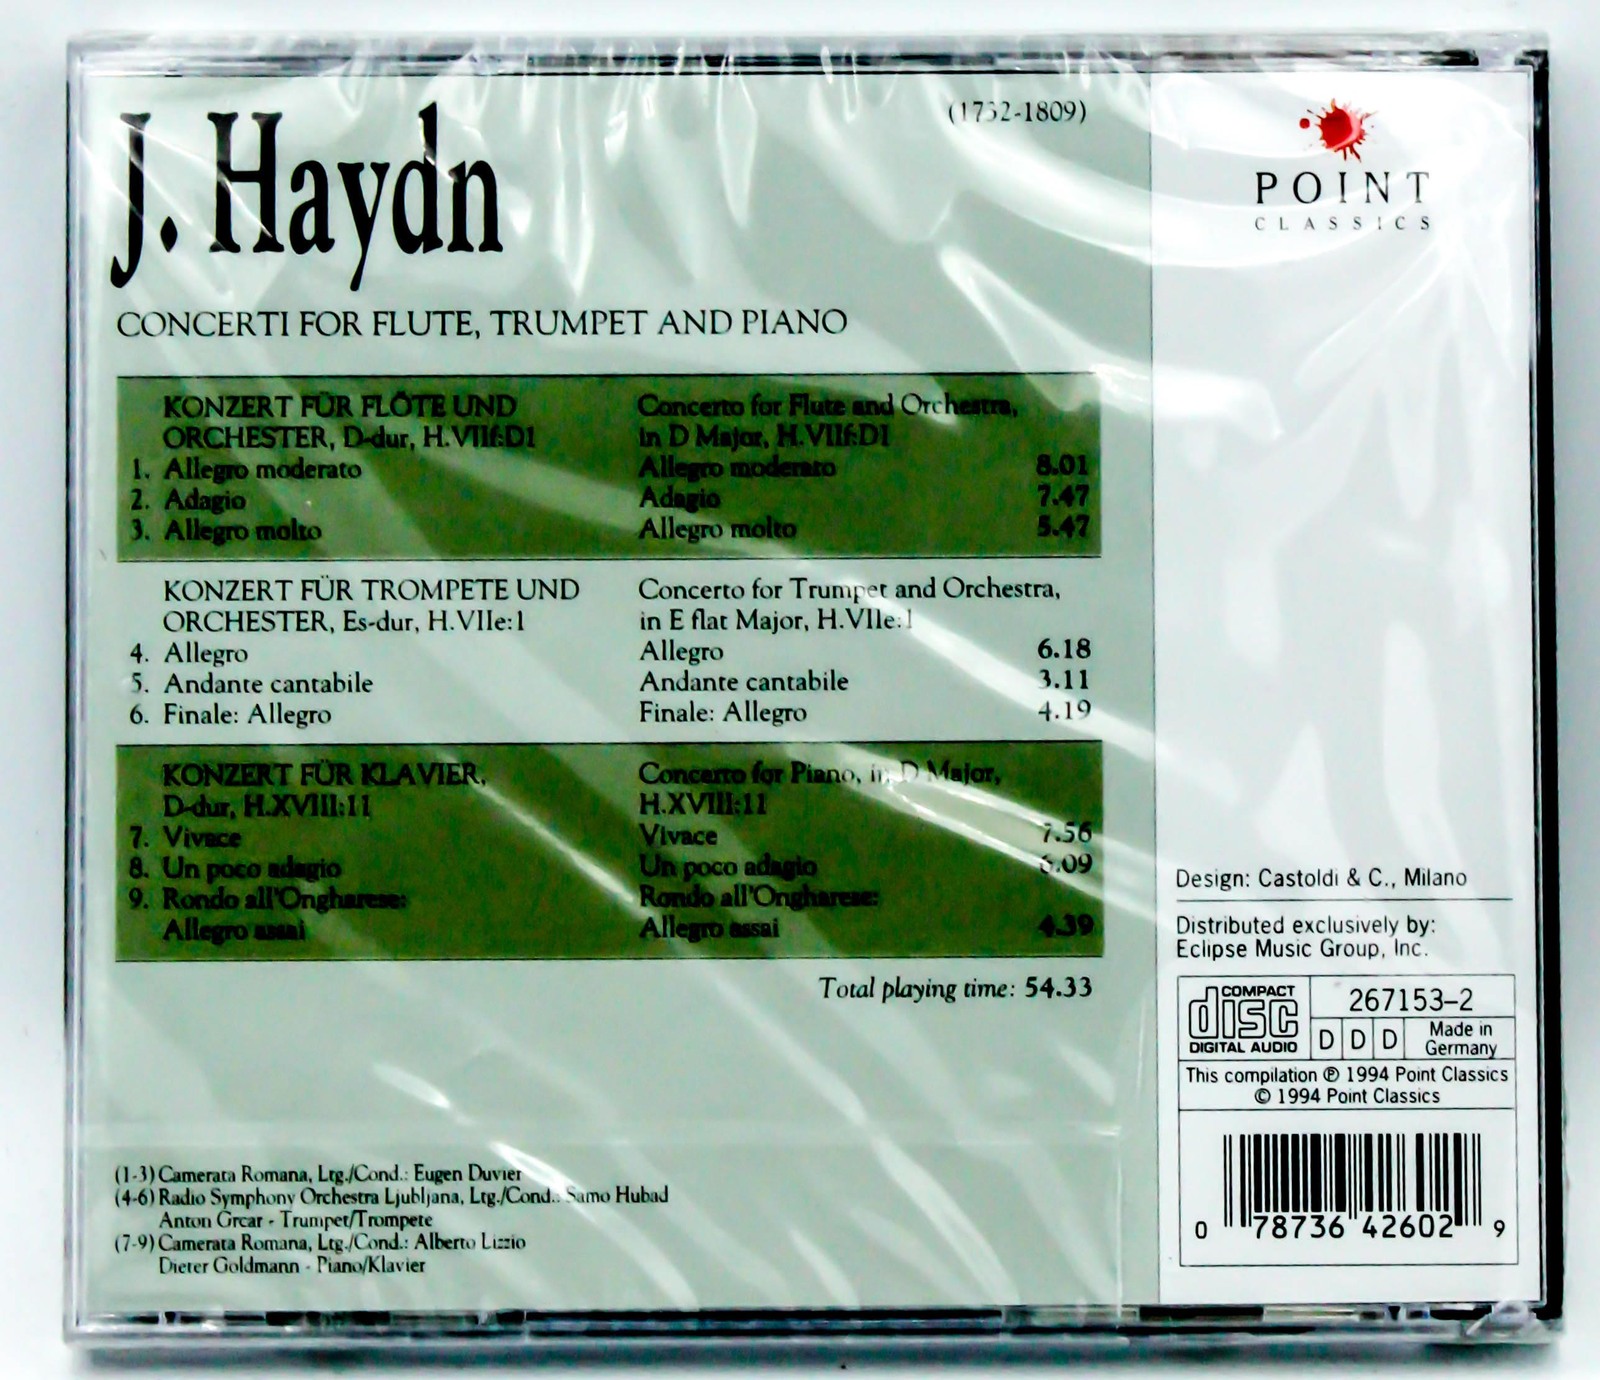 J. Haydn
(1732-1809)
CONCERTI FOR FLUTE, TRUMPET AND PIANO
KONZERT FÜR FLÖTE UND
ORCHESTER, D-dur, H.VIIf:D1
1. Allegro moderato
2. Adagio
3. Allegro molto
Concerto for Flute and Orchestra,
in D Major, H.VIIf:D1
Allegro moderato 8.01
Adagio 7.47
Allegro molto 5.47
KONZERT FÜR TROMPETE UND
ORCHESTER, Es-dur, H.VIIe:1
4. Allegro
5. Andante cantabile
6. Finale: Allegro
Concerto for Trumpet and Orchestra,
in E flat Major, H.VIIe:1
Allegro 6.18
Andante cantabile 3.11
Finale: Allegro 4.19
KONZERT FÜR KLAVIER,
D-dur, H.XVIII:11
7. Vivace
8. Un poco adagio
9. Rondo all'Ongharese:
Allegro assai
Concerto for Piano, in D Major,
H.XVIII:11
Vivace 7.56
Un poco adagio 6.09
Rondo all'Ongharese:
Allegro assai 4.39
Total playing time: 54.33
(1-3) Camerata Romana, Ltg./Cond.: Eugen Duvier
(4-6) Radio Symphony Orchestra Ljubljana, Ltg./Cond.: Samo Hubad
Anton Grcar - Trumpet/Trompete
(7-9) Camerata Romana, Ltg./Cond.: Alberto Lizzio
Dieter Goldmann - Piano/Klavier
POINT
CLASSICS
Design: Castoldi & C., Milano
Distributed exclusively by:
Eclipse Music Group, Inc.
COMPACT
disc
DIGITAL AUDIO
267153-2
D D D
Made in
Germany
This compilation ℗ 1994 Point Classics
© 1994 Point Classics
0 78736 42602 9